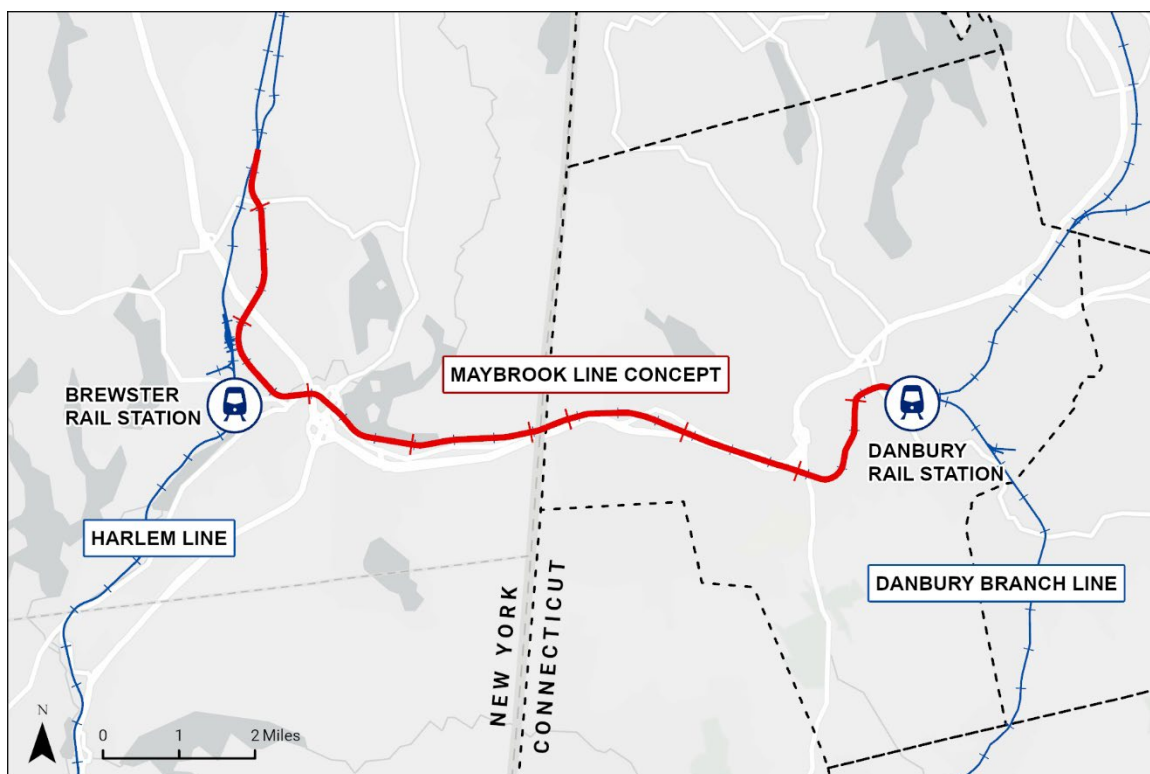 MAYBROOK LINE CONCEPT
BREWSTER
RAIL STATION
DANBURY
RAIL STATION
HARLEM LINE
DANBURY BRANCH LINE
NEW YORK
CONNECTICUT
N
0 1 2 Miles